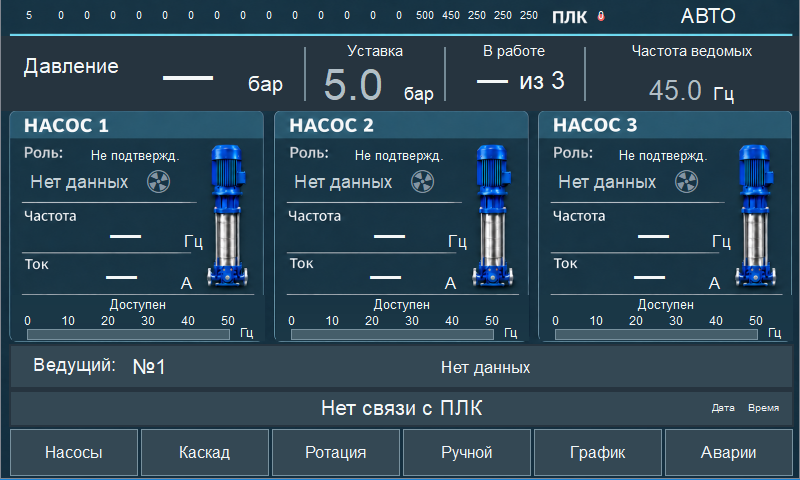 5 0 0 0 0 0 0 0 0 0 0 0 0 0 0 500 450 250 250 250 ПЛК АВТО
Давление — бар
Уставка
5.0 бар
В работе
— из 3
Частота ведомых
45.0 Гц
НАСОС 1
Роль: Не подтвержд.
Нет данных
Частота
— Гц
Ток
— А
Доступен
0 10 20 30 40 50
Гц
НАСОС 2
Роль: Не подтвержд.
Нет данных
Частота
— Гц
Ток
— А
Доступен
0 10 20 30 40 50
Гц
НАСОС 3
Роль: Не подтвержд.
Нет данных
Частота
— Гц
Ток
— А
Доступен
0 10 20 30 40 50
Гц
Ведущий: №1 Нет данных
Нет связи с ПЛК Дата Время
Насосы Каскад Ротация Ручной График Аварии